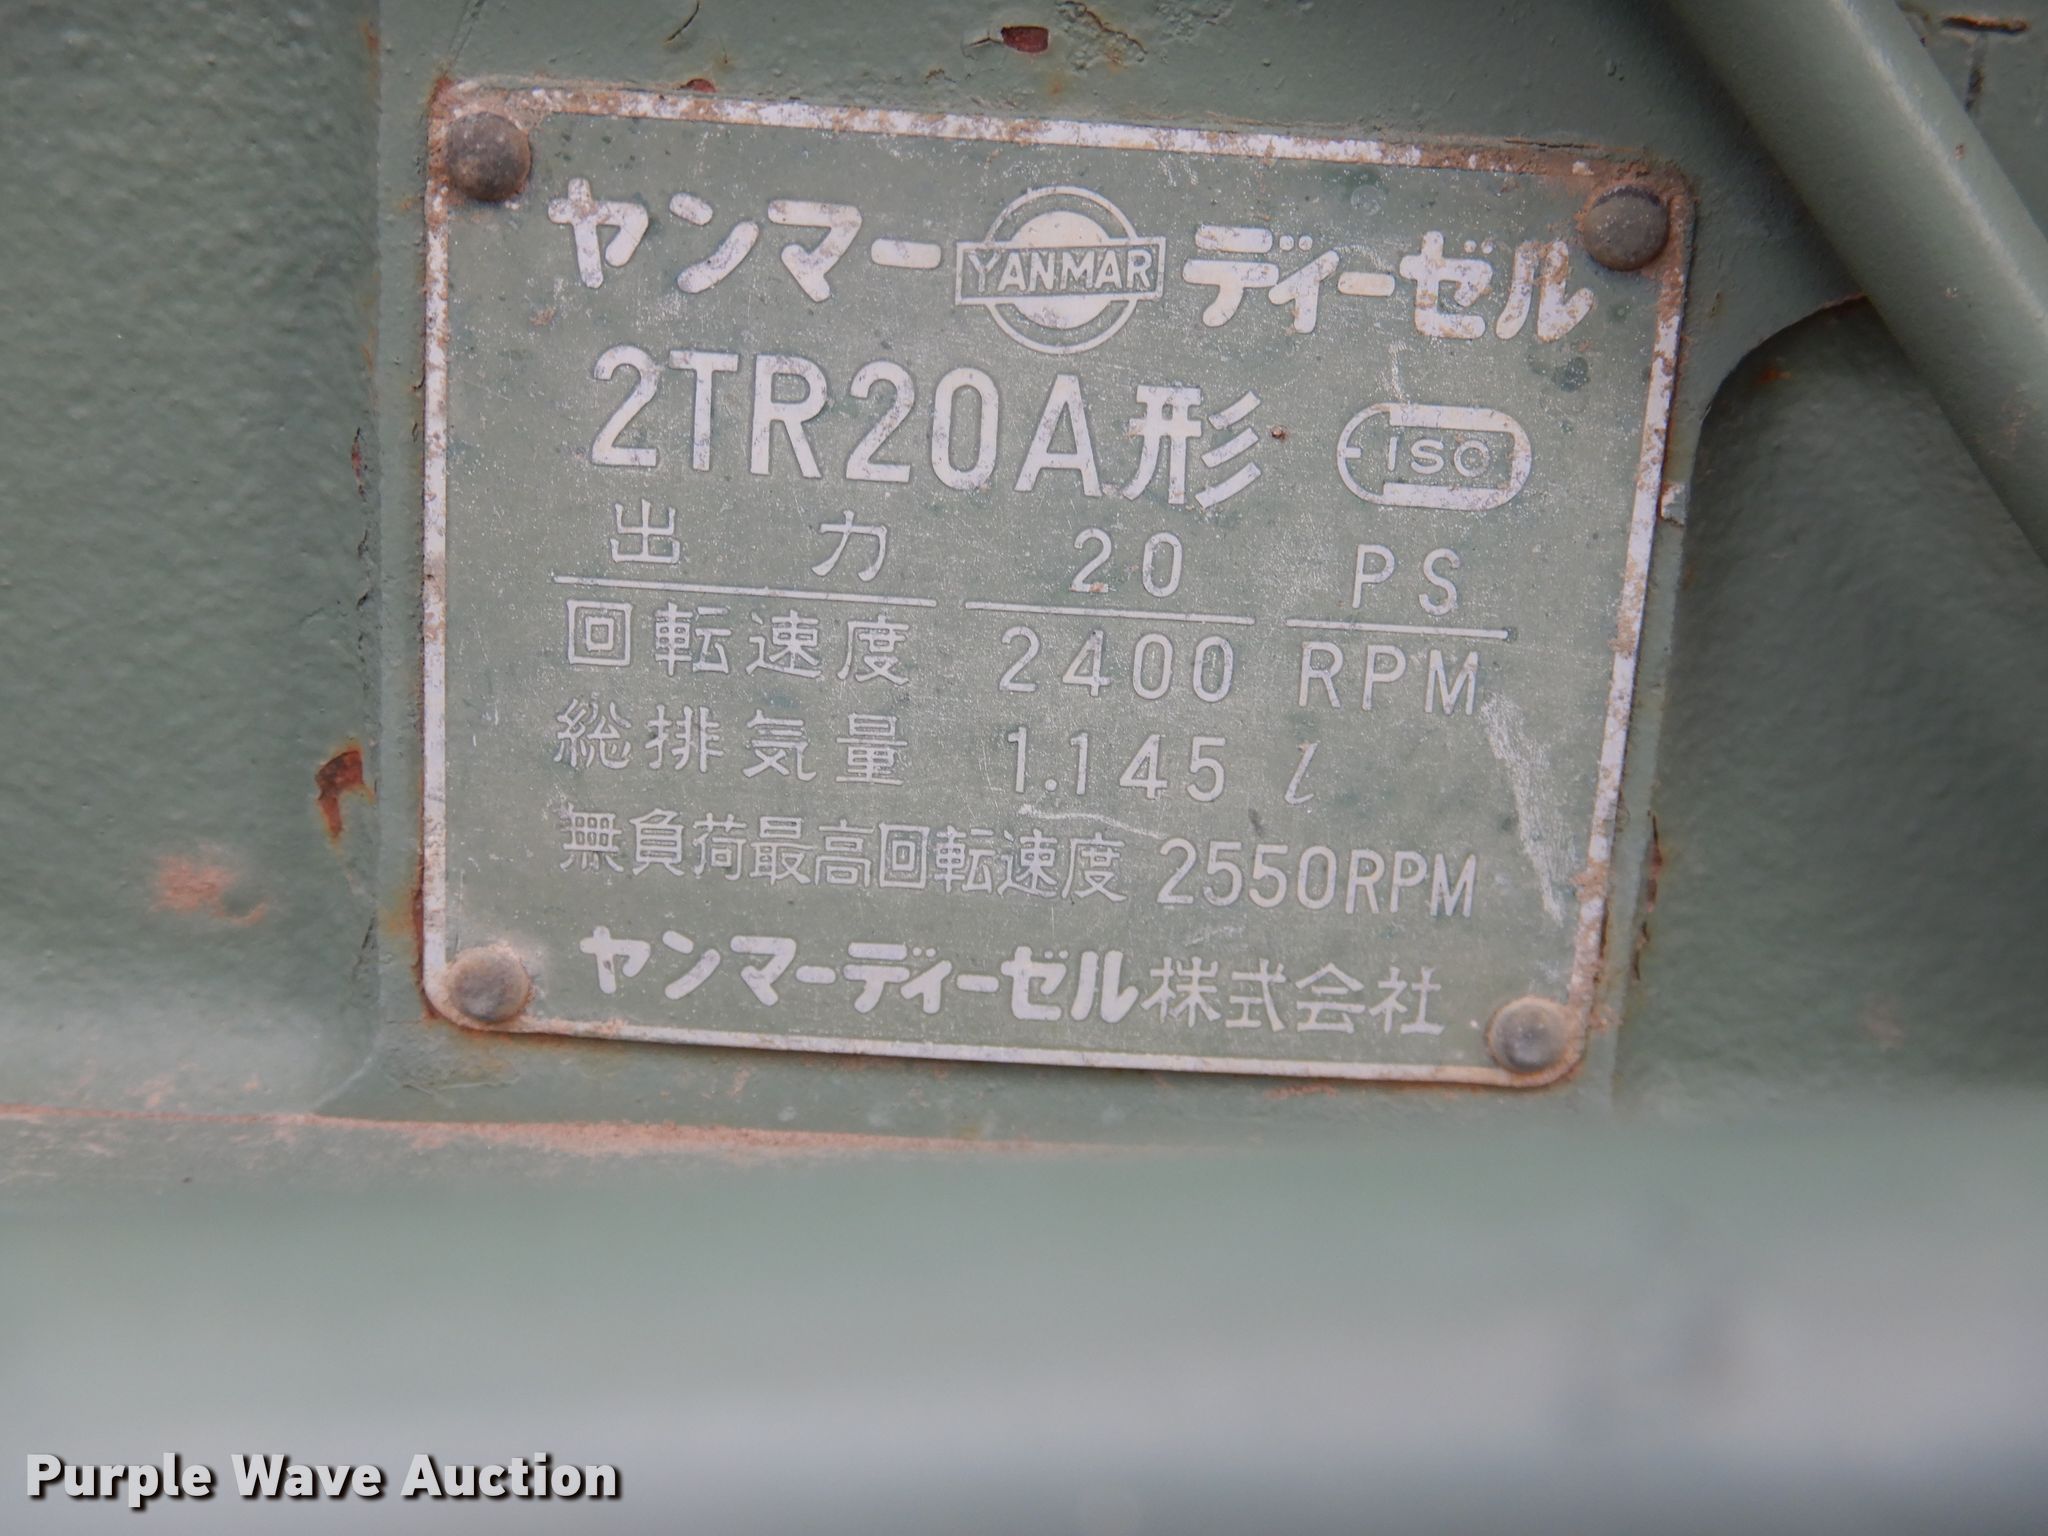 ヤンマー YANMAR ディーゼル
2TR20A形 ISO
出力 20 PS
回転速度 2400 RPM
総排気量 1.145 l
無負荷最高回転速度 2550RPM
ヤンマーディーゼル株式会社
Purple Wave Auction